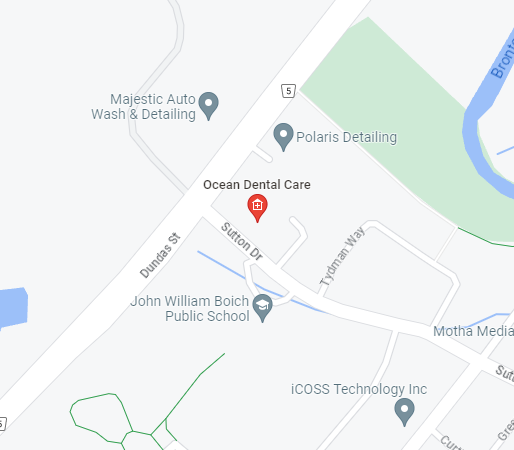 Bronte
5
Majestic Auto
Wash & Detailing
Polaris Detailing
Ocean Dental Care
Sutton Dr
Dundas St
Tydman Way
John William Boich
Public School
Motha Media
iCOSS Technology Inc
5